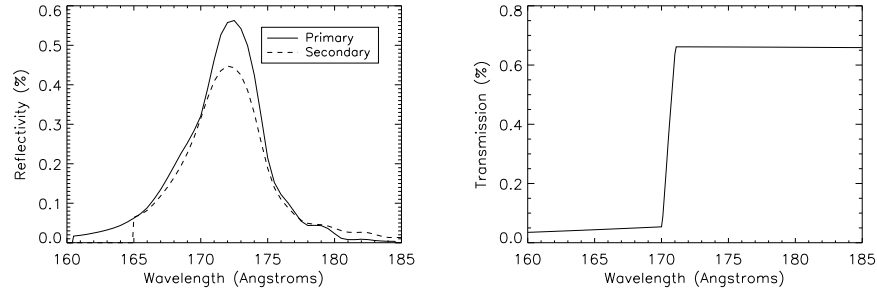 0.6
0.5
0.4
0.3
0.2
0.1
0.0
Reflectivity (%)
Primary
Secondary
160 165 170 175 180 185
Wavelength (Angstroms)
0.8
0.6
0.4
0.2
0.0
Transmission (%)
160 165 170 175 180 185
Wavelength (Angstroms)